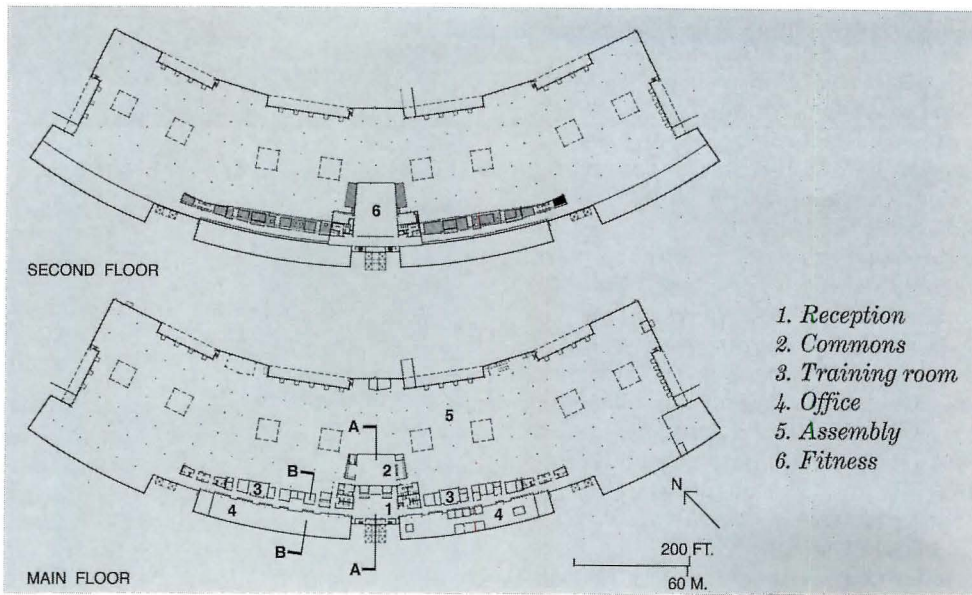 6
SECOND FLOOR
1. Reception
2. Commons
3. Training room
4. Office
5. Assembly
6. Fitness
5
A
2
B
3
3
1
4
4
N
B
A
200 FT.
60 M.
MAIN FLOOR